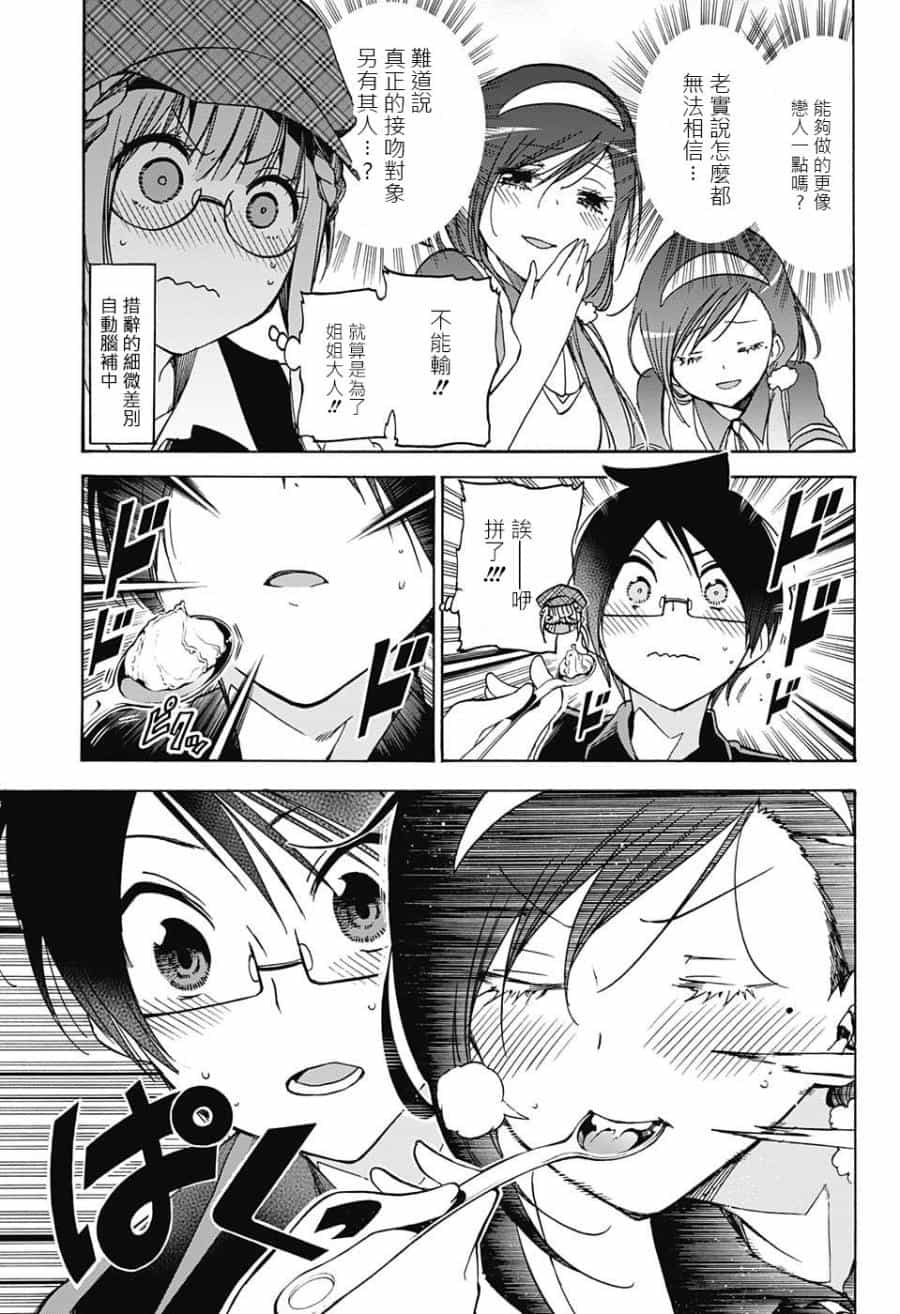 能夠做的更像
戀人一點嗎？
老實說怎麼都
無法相信…
難道說
真正的接吻對象
另有其人…？
不能輸!!
就算是為了
姐姐大人!!
措辭的細微差別
自動腦補中
誒——咿
拼了!!!
ドドド
ドドド
ピクッ
ぱく